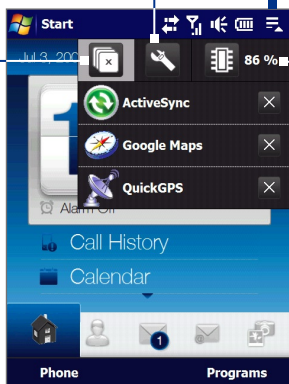 Start
Jul 3, 200
86 %
ActiveSync
Google Maps
QuickGPS
Alarm Off
Call History
Calendar
1
Phone Programs